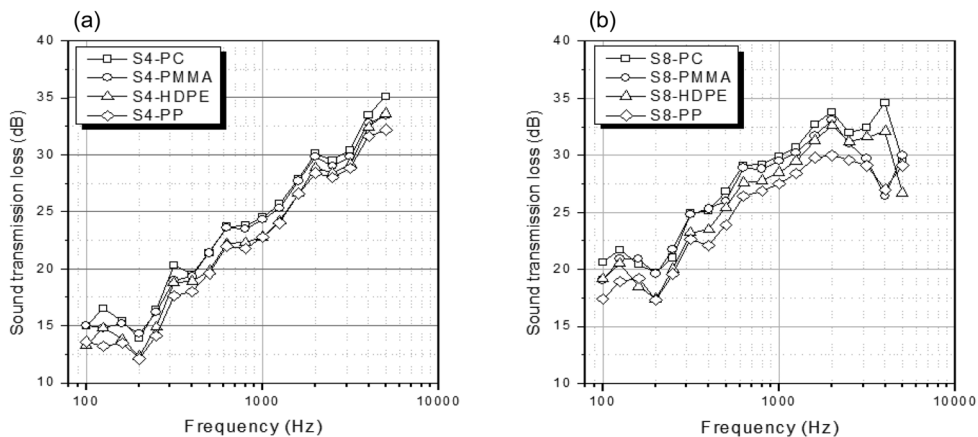 (a)
40
35
30
25
20
15
10
Sound transmission loss (dB)
S4-PC
S4-PMMA
S4-HDPE
S4-PP
100
1000
10000
Frequency (Hz)
(b)
40
35
30
25
20
15
10
Sound transmission loss (dB)
S8-PC
S8-PMMA
S8-HDPE
S8-PP
100
1000
10000
Frequency (Hz)